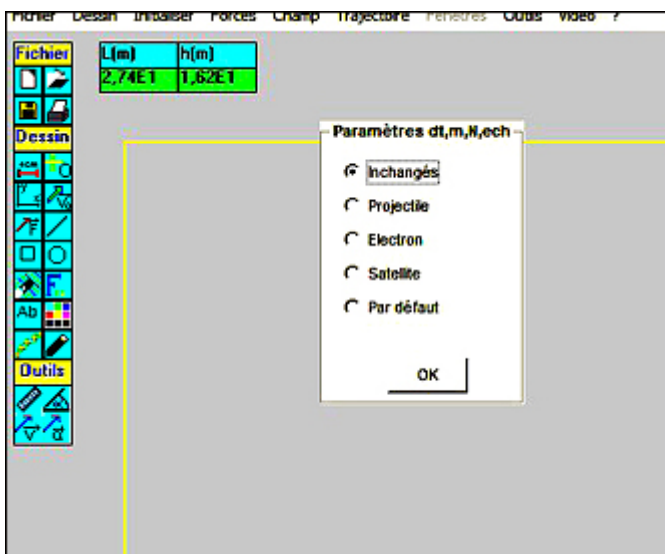 Fichier Dessin Initialiser Forces Champ Trajectoire Fenêtres Outils Vidéo ?
Fichier
L(m) h(m)
2,74E1 1,62E1
Dessin
Ab
Outils
Paramètres dt,m,N,ech
Inchangés
Projectile
Electron
Satellite
Par défaut
OK